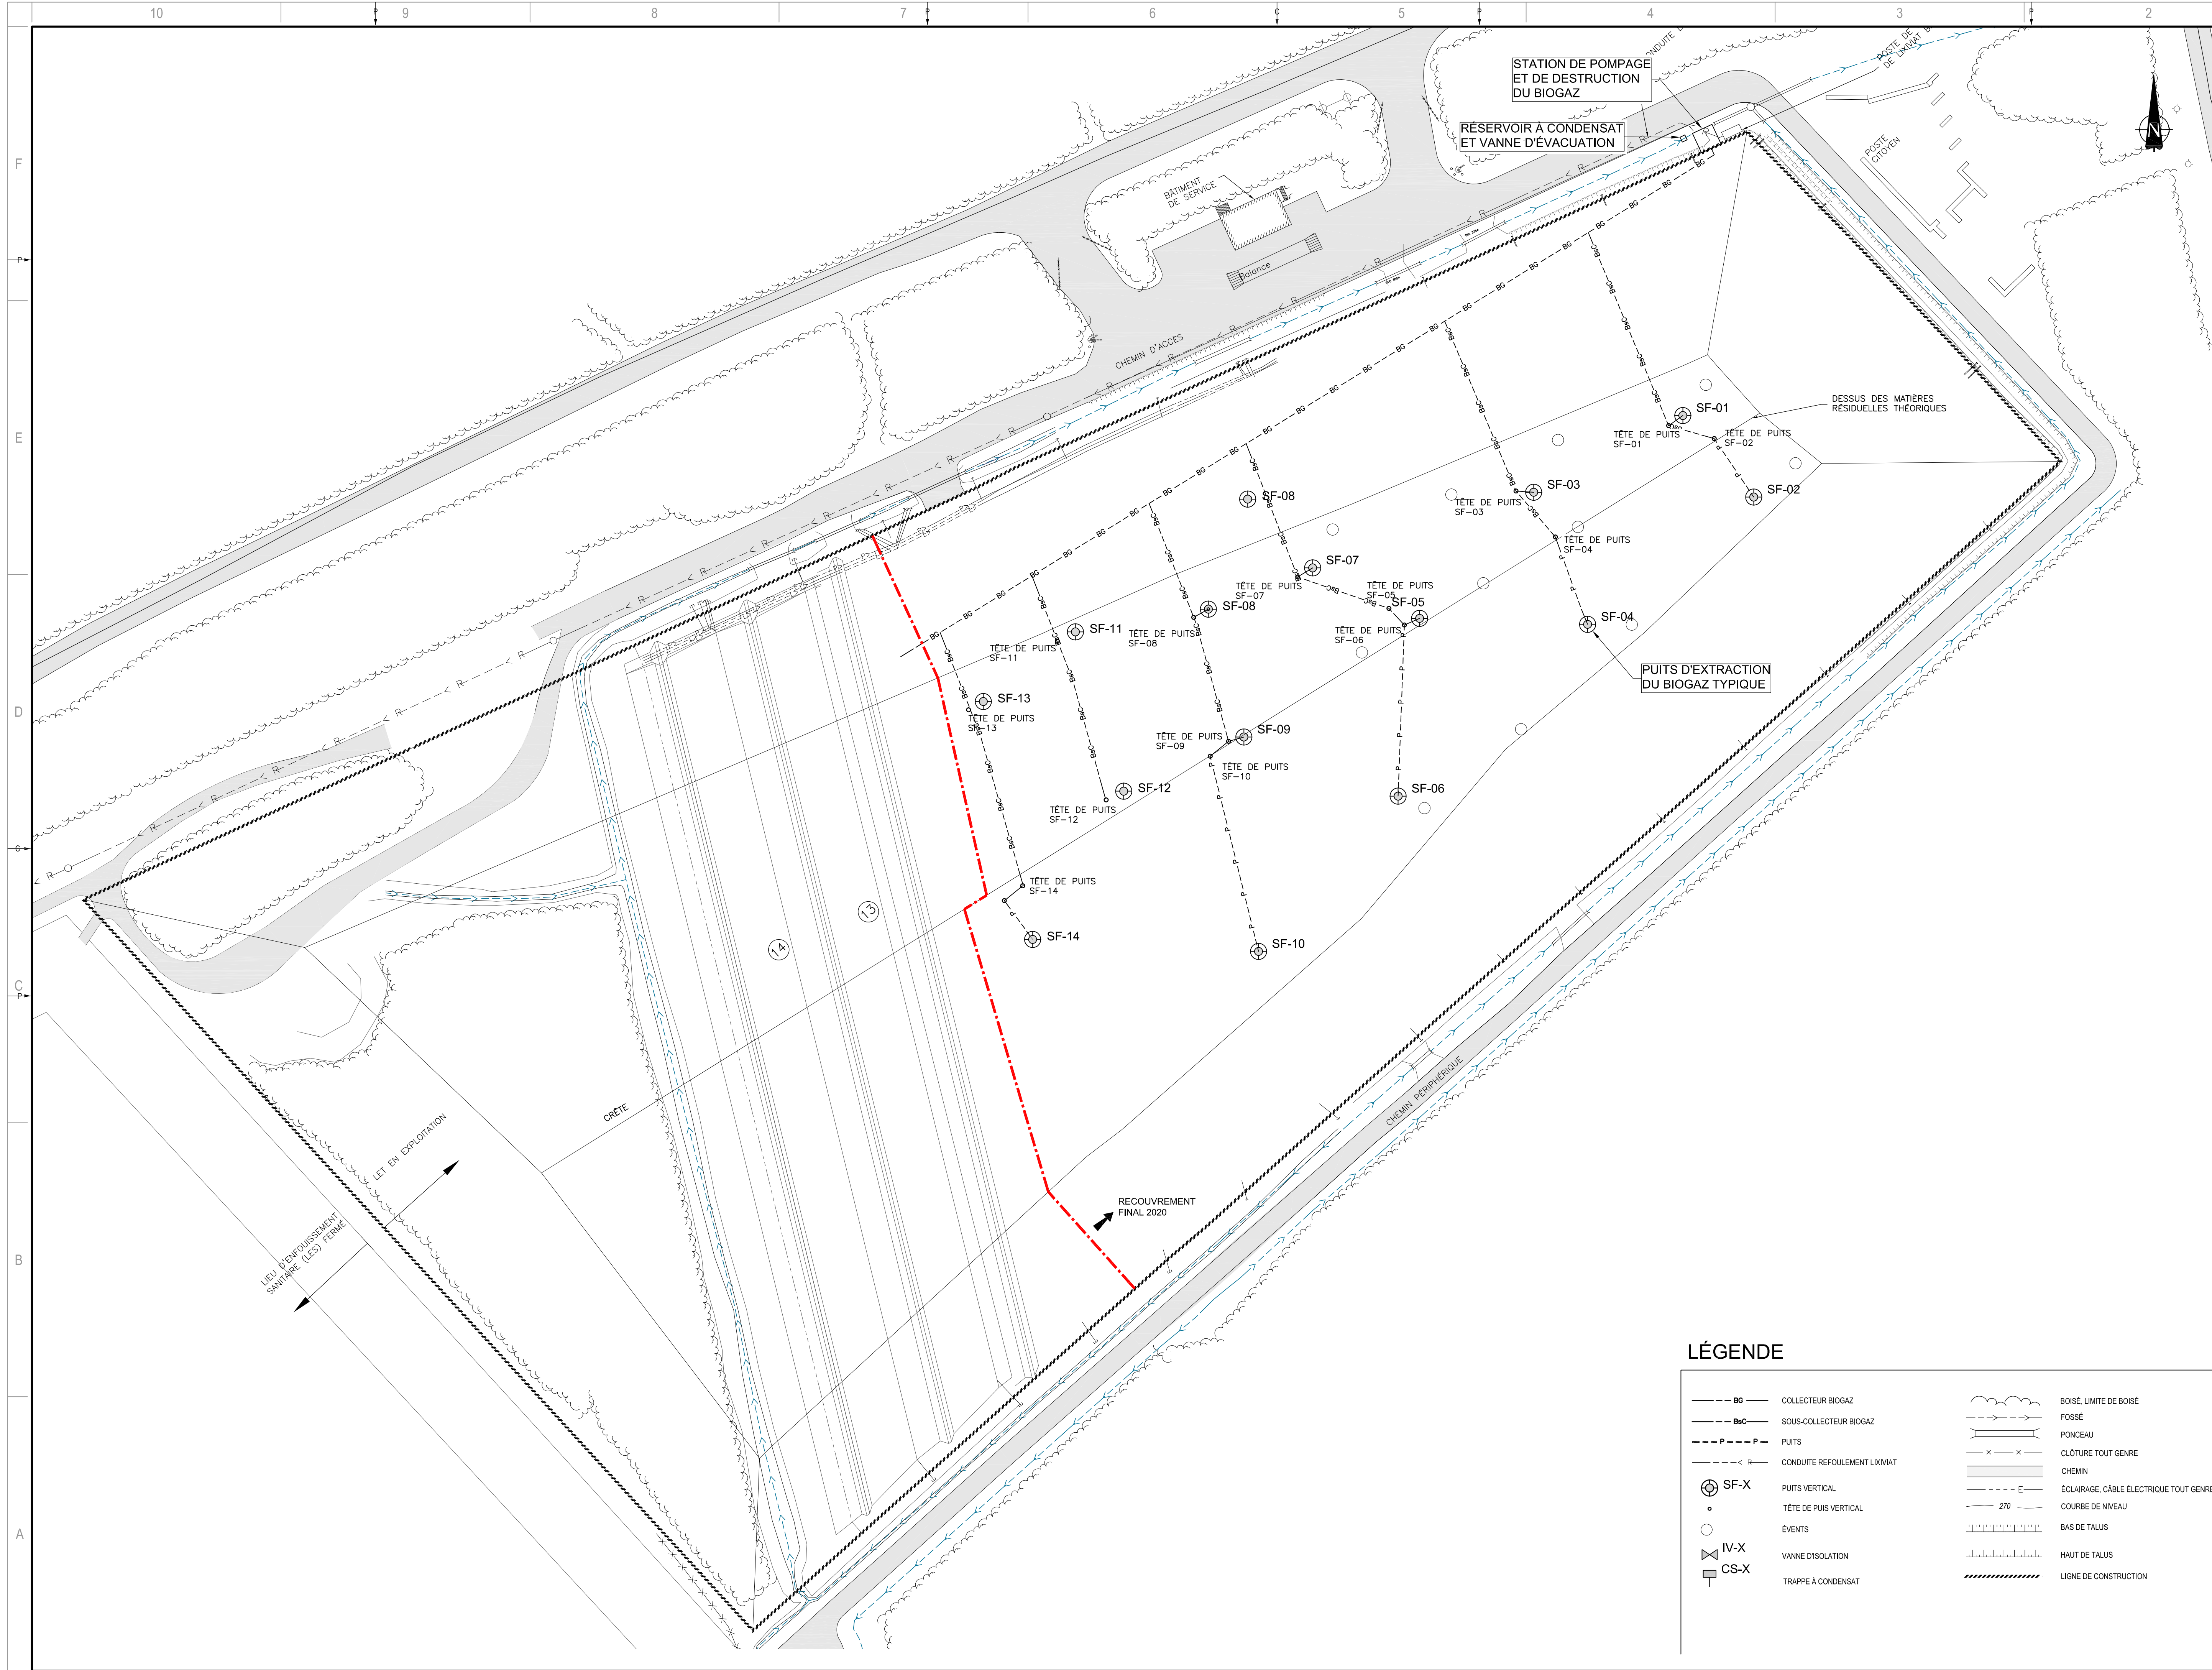 10
9
8
7
6
5
4
3
2
P
P
C
P
P
F
E
D
C
B
A
P
C
P
STATION DE POMPAGE
ET DE DESTRUCTION
DU BIOGAZ
RÉSERVOIR À CONDENSAT
ET VANNE D'ÉVACUATION
POSTE DE
DE LIXIVIAT
N
POSTE
CITOYEN
BÂTIMENT
DE SERVICE
Balance
CHEMIN D'ACCÈS
DESSUS DES MATIÈRES
RÉSIDUELLES THÉORIQUES
SF-01
TÊTE DE PUITS
SF-01
TÊTE DE PUITS
SF-02
SF-02
SF-03
TÊTE DE PUITS
SF-03
TÊTE DE PUITS
SF-04
SF-04
PUITS D'EXTRACTION
DU BIOGAZ TYPIQUE
SF-08
SF-07
TÊTE DE PUITS
SF-07
TÊTE DE PUITS
SF-05
SF-05
TÊTE DE PUITS
SF-06
SF-06
SF-08
TÊTE DE PUITS
SF-08
SF-09
TÊTE DE PUITS
SF-09
TÊTE DE PUITS
SF-10
SF-10
SF-11
TÊTE DE PUITS
SF-11
SF-12
TÊTE DE PUITS
SF-12
SF-13
TÊTE DE PUITS
SF-13
TÊTE DE PUITS
SF-14
SF-14
13
14
CRÊTE
LET EN EXPLOITATION
LIEU D'ENFOUISSEMENT
SANITAIRE (LES) FERMÉ
CHEMIN PÉRIPHÉRIQUE
RECOUVREMENT
FINAL 2020
LÉGENDE
BG COLLECTEUR BIOGAZ
BsC SOUS-COLLECTEUR BIOGAZ
P P PUITS
< R CONDUITE REFOULEMENT LIXIVIAT
SF-X PUITS VERTICAL
TÊTE DE PUIS VERTICAL
ÉVENTS
IV-X VANNE D'ISOLATION
CS-X TRAPPE À CONDENSAT
BOISÉ, LIMITE DE BOISÉ
FOSSÉ
PONCEAU
X X CLÔTURE TOUT GENRE
CHEMIN
E ÉCLAIRAGE, CÂBLE ÉLECTRIQUE TOUT GENRE
270 COURBE DE NIVEAU
BAS DE TALUS
HAUT DE TALUS
LIGNE DE CONSTRUCTION